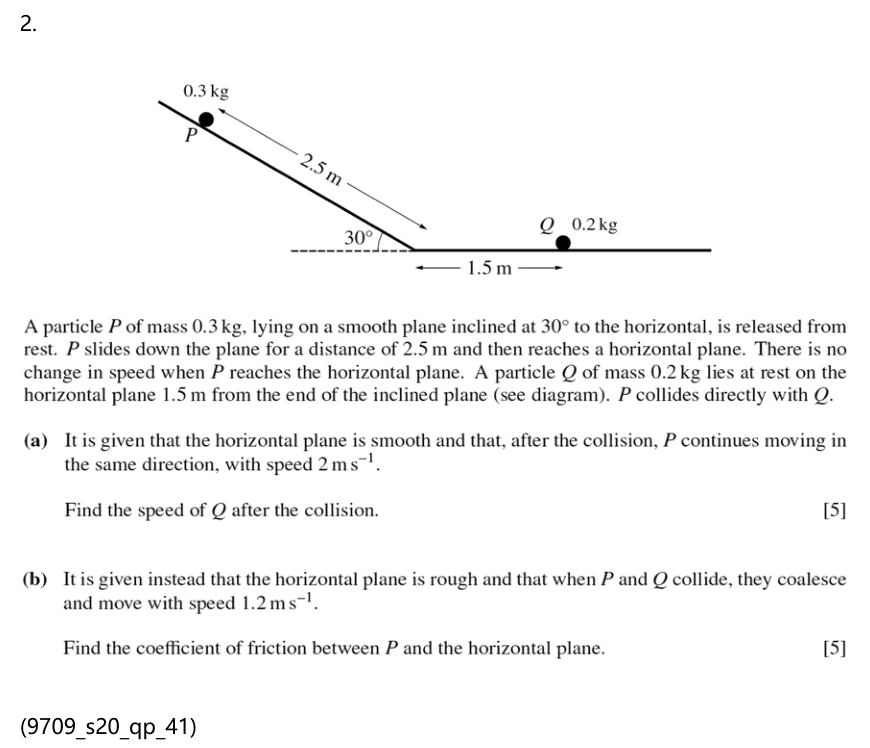 2.
0.3 kg
P
2.5 m
30°
Q 0.2 kg
1.5 m
A particle P of mass 0.3 kg, lying on a smooth plane inclined at 30° to the horizontal, is released from
rest. P slides down the plane for a distance of 2.5 m and then reaches a horizontal plane. There is no
change in speed when P reaches the horizontal plane. A particle Q of mass 0.2 kg lies at rest on the
horizontal plane 1.5 m from the end of the inclined plane (see diagram). P collides directly with Q.
(a) It is given that the horizontal plane is smooth and that, after the collision, P continues moving in
the same direction, with speed 2 m s⁻¹.
Find the speed of Q after the collision. [5]
(b) It is given instead that the horizontal plane is rough and that when P and Q collide, they coalesce
and move with speed 1.2 m s⁻¹.
Find the coefficient of friction between P and the horizontal plane. [5]
(9709_s20_qp_41)